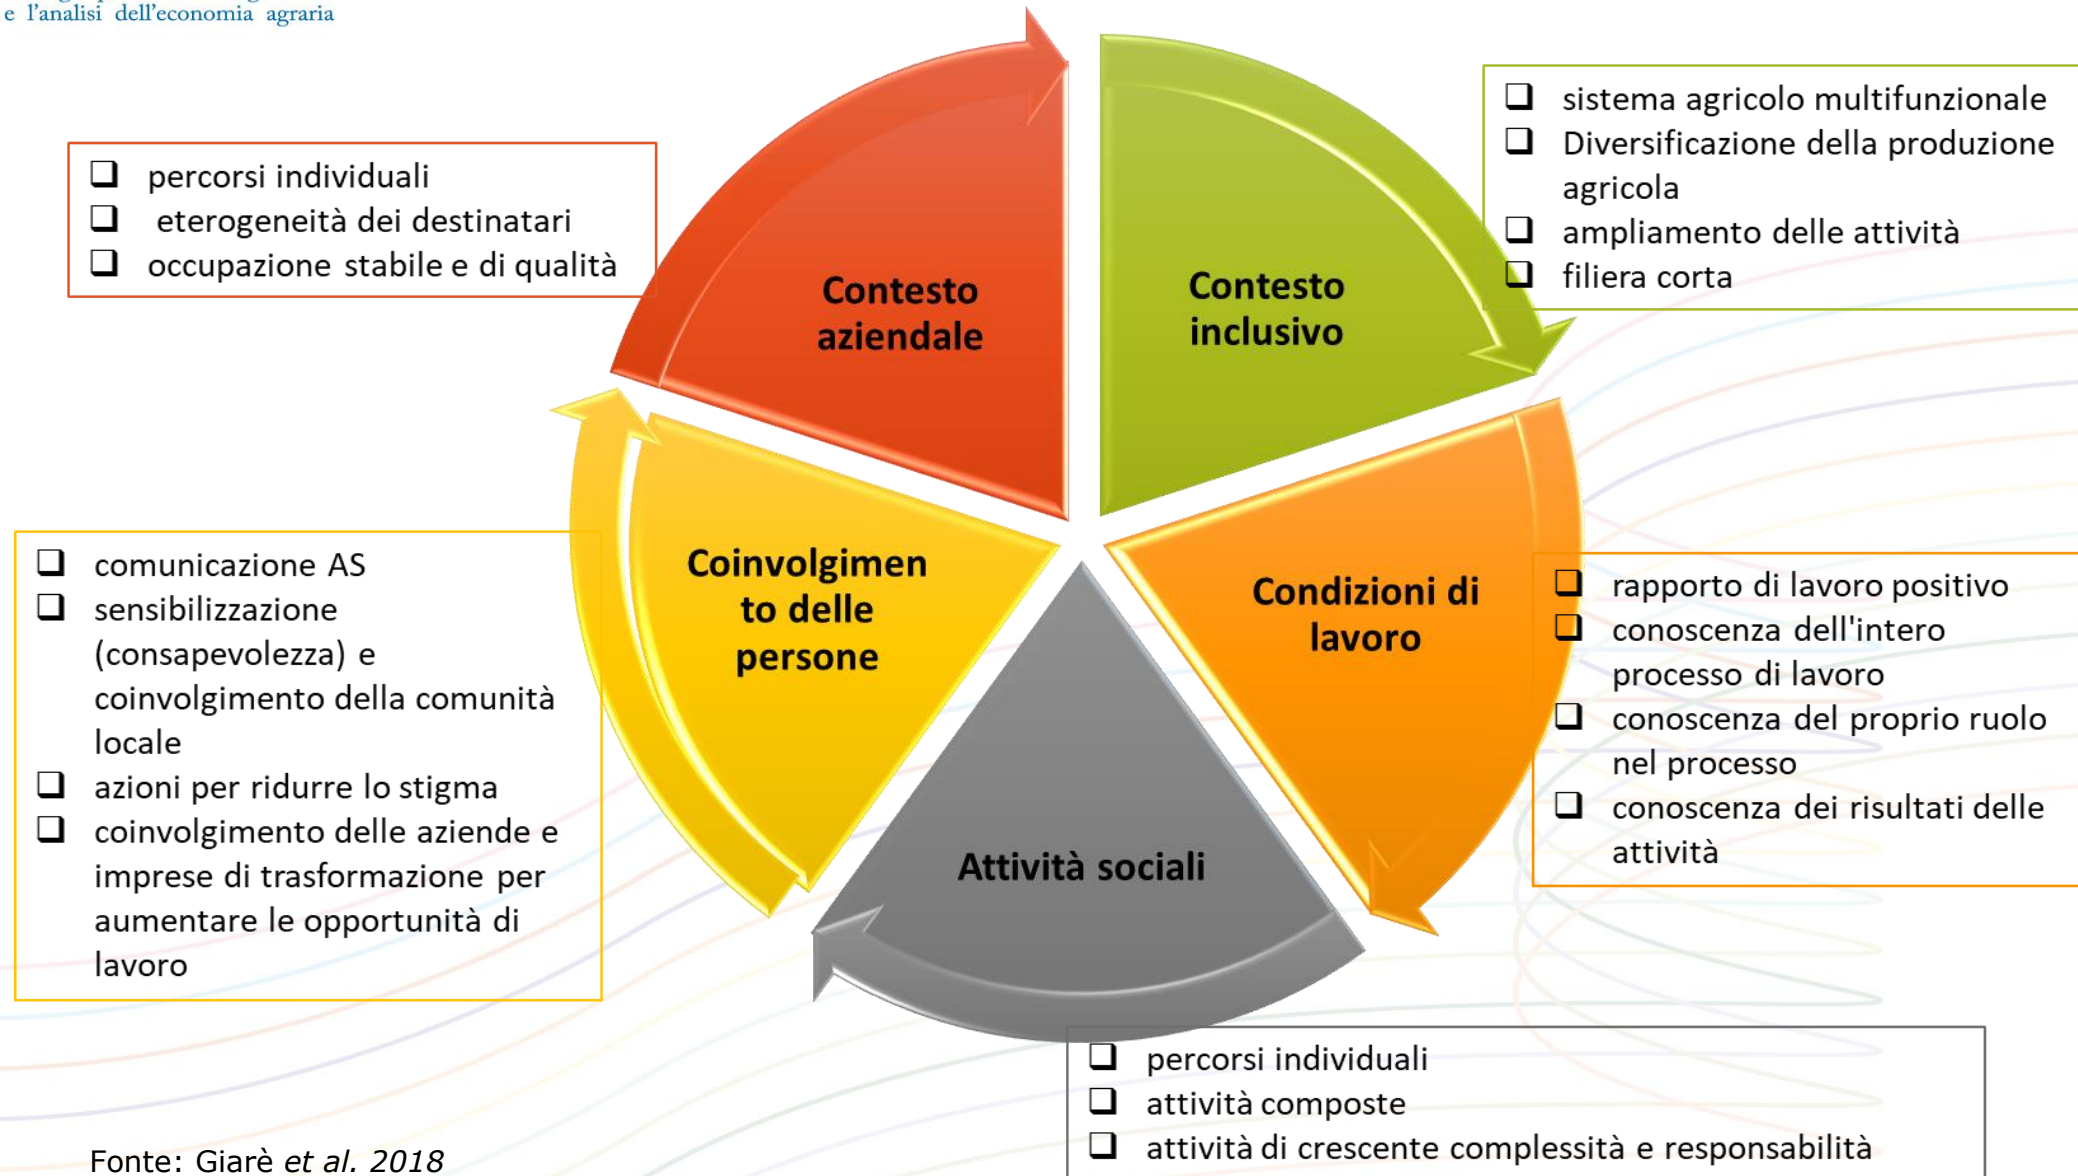 e l'analisi dell'economia agraria
❑ percorsi individuali
❑ eterogeneità dei destinatari
❑ occupazione stabile e di qualità
Contesto
aziendale
Contesto
inclusivo
❑ sistema agricolo multifunzionale
❑ Diversificazione della produzione
agricola
❑ ampliamento delle attività
❑ filiera corta
❑ comunicazione AS
❑ sensibilizzazione
(consapevolezza) e
coinvolgimento della comunità
locale
❑ azioni per ridurre lo stigma
❑ coinvolgimento delle aziende e
imprese di trasformazione per
aumentare le opportunità di
lavoro
Coinvolgimen
to delle
persone
Condizioni di
lavoro
❑ rapporto di lavoro positivo
❑ conoscenza dell'intero
processo di lavoro
❑ conoscenza del proprio ruolo
nel processo
❑ conoscenza dei risultati delle
attività
Attività sociali
❑ percorsi individuali
❑ attività composte
❑ attività di crescente complessità e responsabilità
Fonte: Giarè et al. 2018